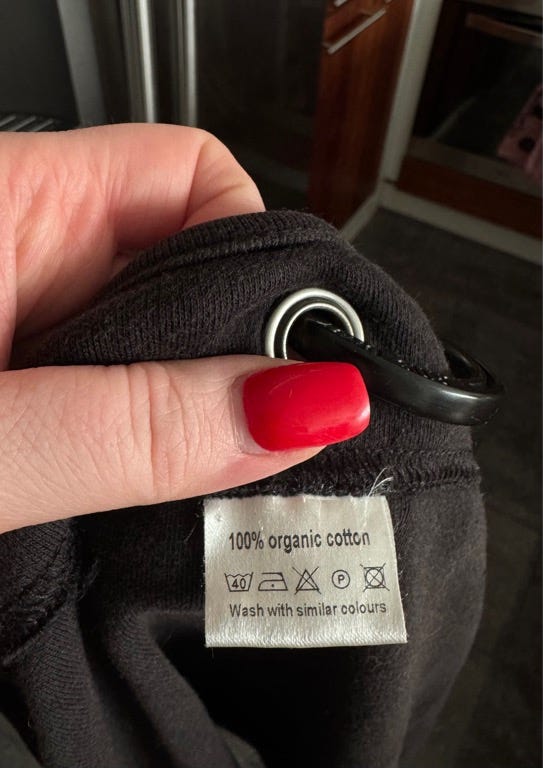 100% organic cotton
40 P
Wash with similar colours